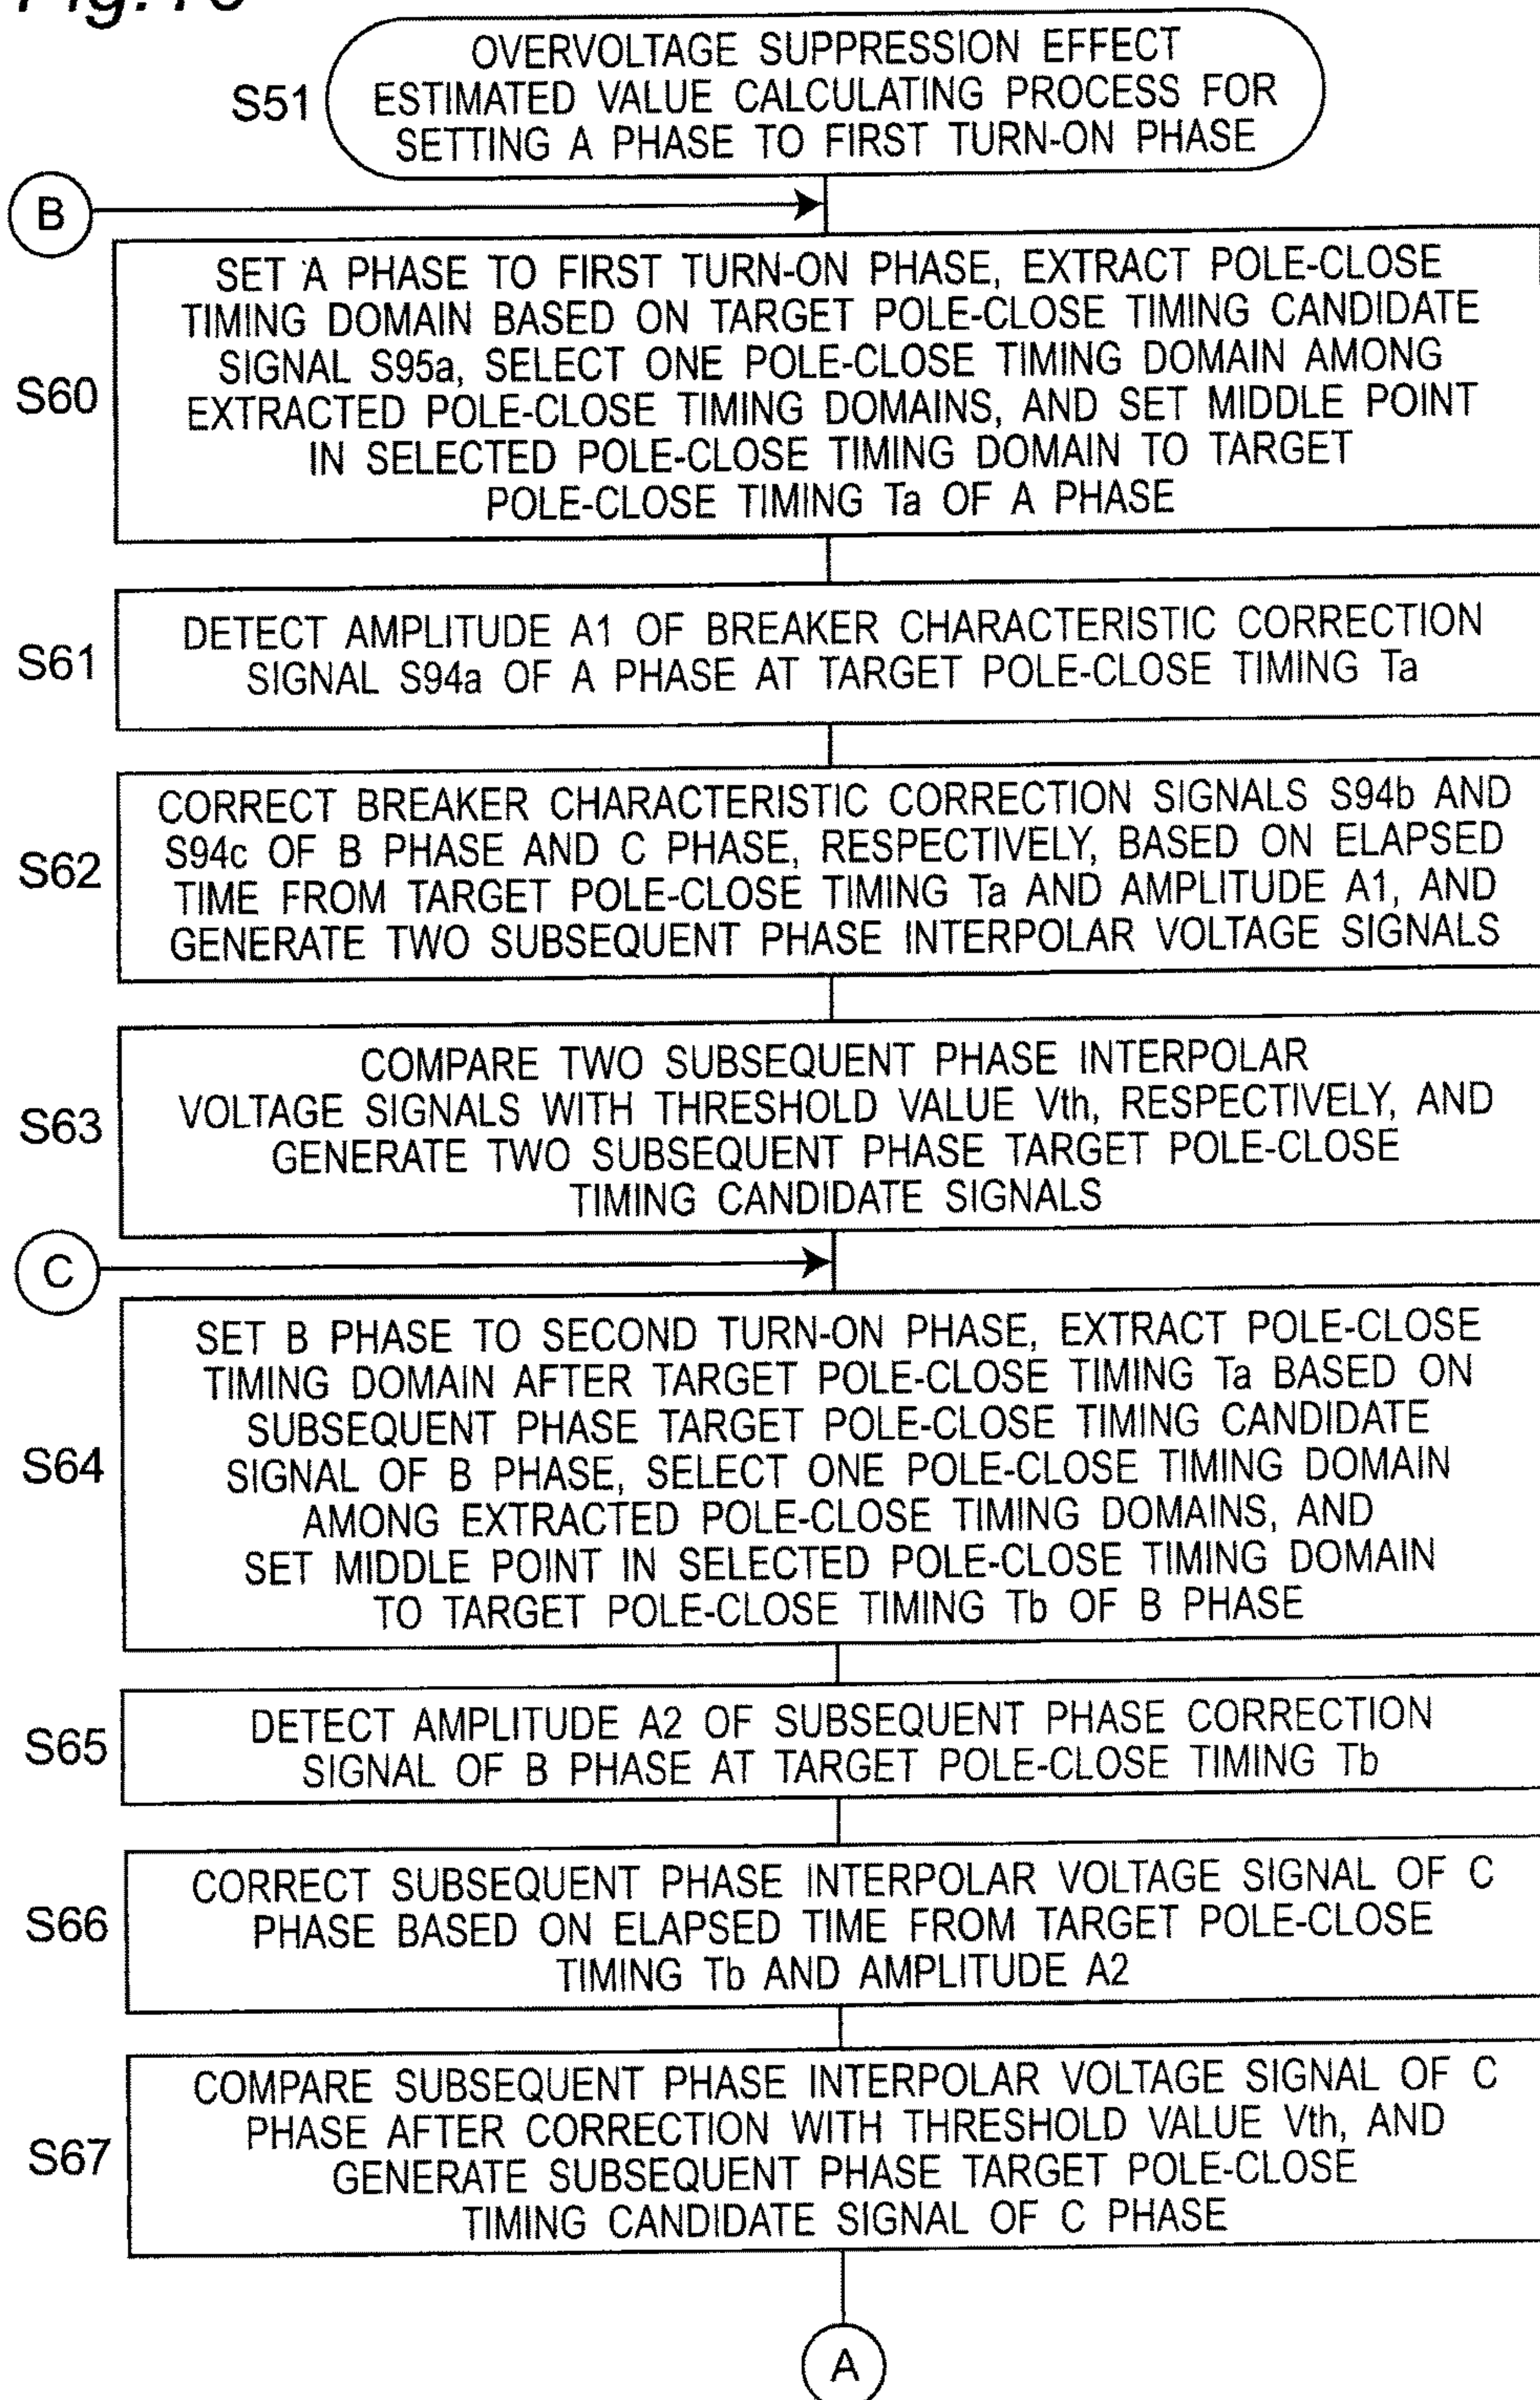 OVERVOLTAGE SUPPRESSION EFFECT
S51 ESTIMATED VALUE CALCULATING PROCESS FOR
SETTING A PHASE TO FIRST TURN-ON PHASE
B
SET A PHASE TO FIRST TURN-ON PHASE, EXTRACT POLE-CLOSE
TIMING DOMAIN BASED ON TARGET POLE-CLOSE TIMING CANDIDATE
SIGNAL S95a, SELECT ONE POLE-CLOSE TIMING DOMAIN AMONG
S60 EXTRACTED POLE-CLOSE TIMING DOMAINS, AND SET MIDDLE POINT
IN SELECTED POLE-CLOSE TIMING DOMAIN TO TARGET
POLE-CLOSE TIMING Ta OF A PHASE
DETECT AMPLITUDE A1 OF BREAKER CHARACTERISTIC CORRECTION
S61 SIGNAL S94a OF A PHASE AT TARGET POLE-CLOSE TIMING Ta
CORRECT BREAKER CHARACTERISTIC CORRECTION SIGNALS S94b AND
S94c OF B PHASE AND C PHASE, RESPECTIVELY, BASED ON ELAPSED
S62 TIME FROM TARGET POLE-CLOSE TIMING Ta AND AMPLITUDE A1, AND
GENERATE TWO SUBSEQUENT PHASE INTERPOLAR VOLTAGE SIGNALS
COMPARE TWO SUBSEQUENT PHASE INTERPOLAR
S63 VOLTAGE SIGNALS WITH THRESHOLD VALUE Vth, RESPECTIVELY, AND
GENERATE TWO SUBSEQUENT PHASE TARGET POLE-CLOSE
TIMING CANDIDATE SIGNALS
C
SET B PHASE TO SECOND TURN-ON PHASE, EXTRACT POLE-CLOSE
TIMING DOMAIN AFTER TARGET POLE-CLOSE TIMING Ta BASED ON
SUBSEQUENT PHASE TARGET POLE-CLOSE TIMING CANDIDATE
S64 SIGNAL OF B PHASE, SELECT ONE POLE-CLOSE TIMING DOMAIN
AMONG EXTRACTED POLE-CLOSE TIMING DOMAINS, AND
SET MIDDLE POINT IN SELECTED POLE-CLOSE TIMING DOMAIN
TO TARGET POLE-CLOSE TIMING Tb OF B PHASE
DETECT AMPLITUDE A2 OF SUBSEQUENT PHASE CORRECTION
S65 SIGNAL OF B PHASE AT TARGET POLE-CLOSE TIMING Tb
CORRECT SUBSEQUENT PHASE INTERPOLAR VOLTAGE SIGNAL OF C
S66 PHASE BASED ON ELAPSED TIME FROM TARGET POLE-CLOSE
TIMING Tb AND AMPLITUDE A2
COMPARE SUBSEQUENT PHASE INTERPOLAR VOLTAGE SIGNAL OF C
PHASE AFTER CORRECTION WITH THRESHOLD VALUE Vth, AND
S67 GENERATE SUBSEQUENT PHASE TARGET POLE-CLOSE
TIMING CANDIDATE SIGNAL OF C PHASE
A